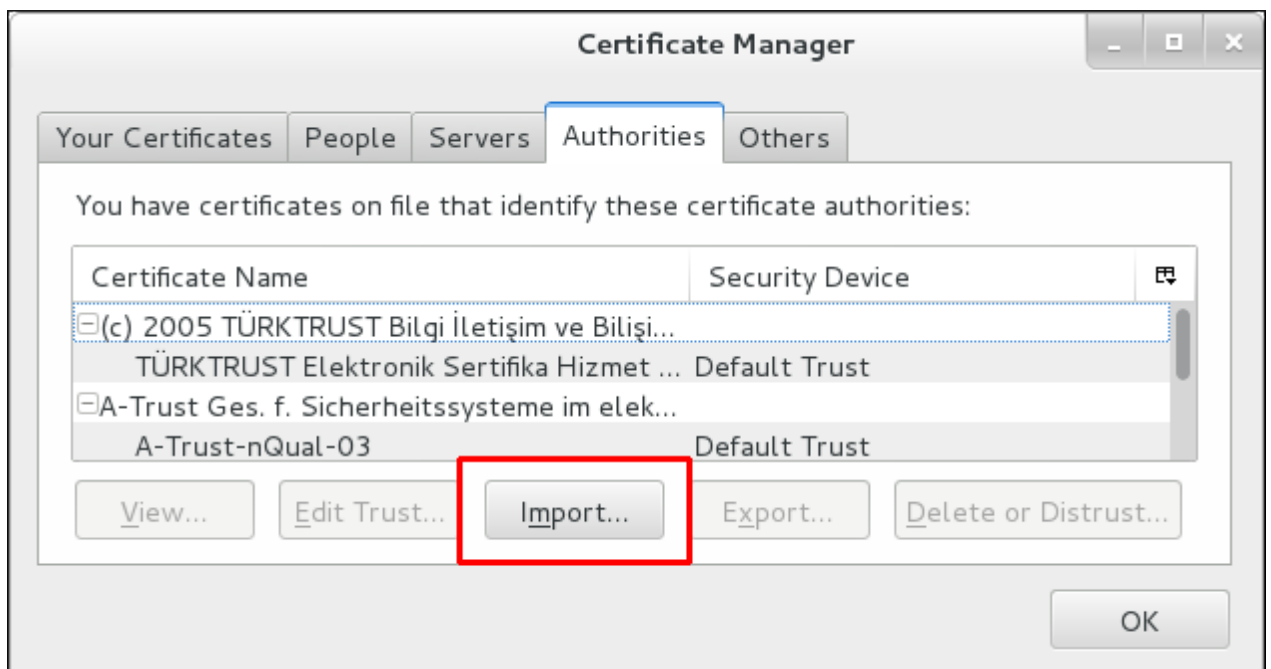 Certificate Manager
Your Certificates People Servers Authorities Others
You have certificates on file that identify these certificate authorities:
Certificate Name Security Device
(c) 2005 TÜRKTRUST Bilgi İletişim ve Bilişi...
TÜRKTRUST Elektronik Sertifika Hizmet ... Default Trust
A-Trust Ges. f. Sicherheitssysteme im elek...
A-Trust-nQual-03 Default Trust
View... Edit Trust... Import... Export... Delete or Distrust...
OK